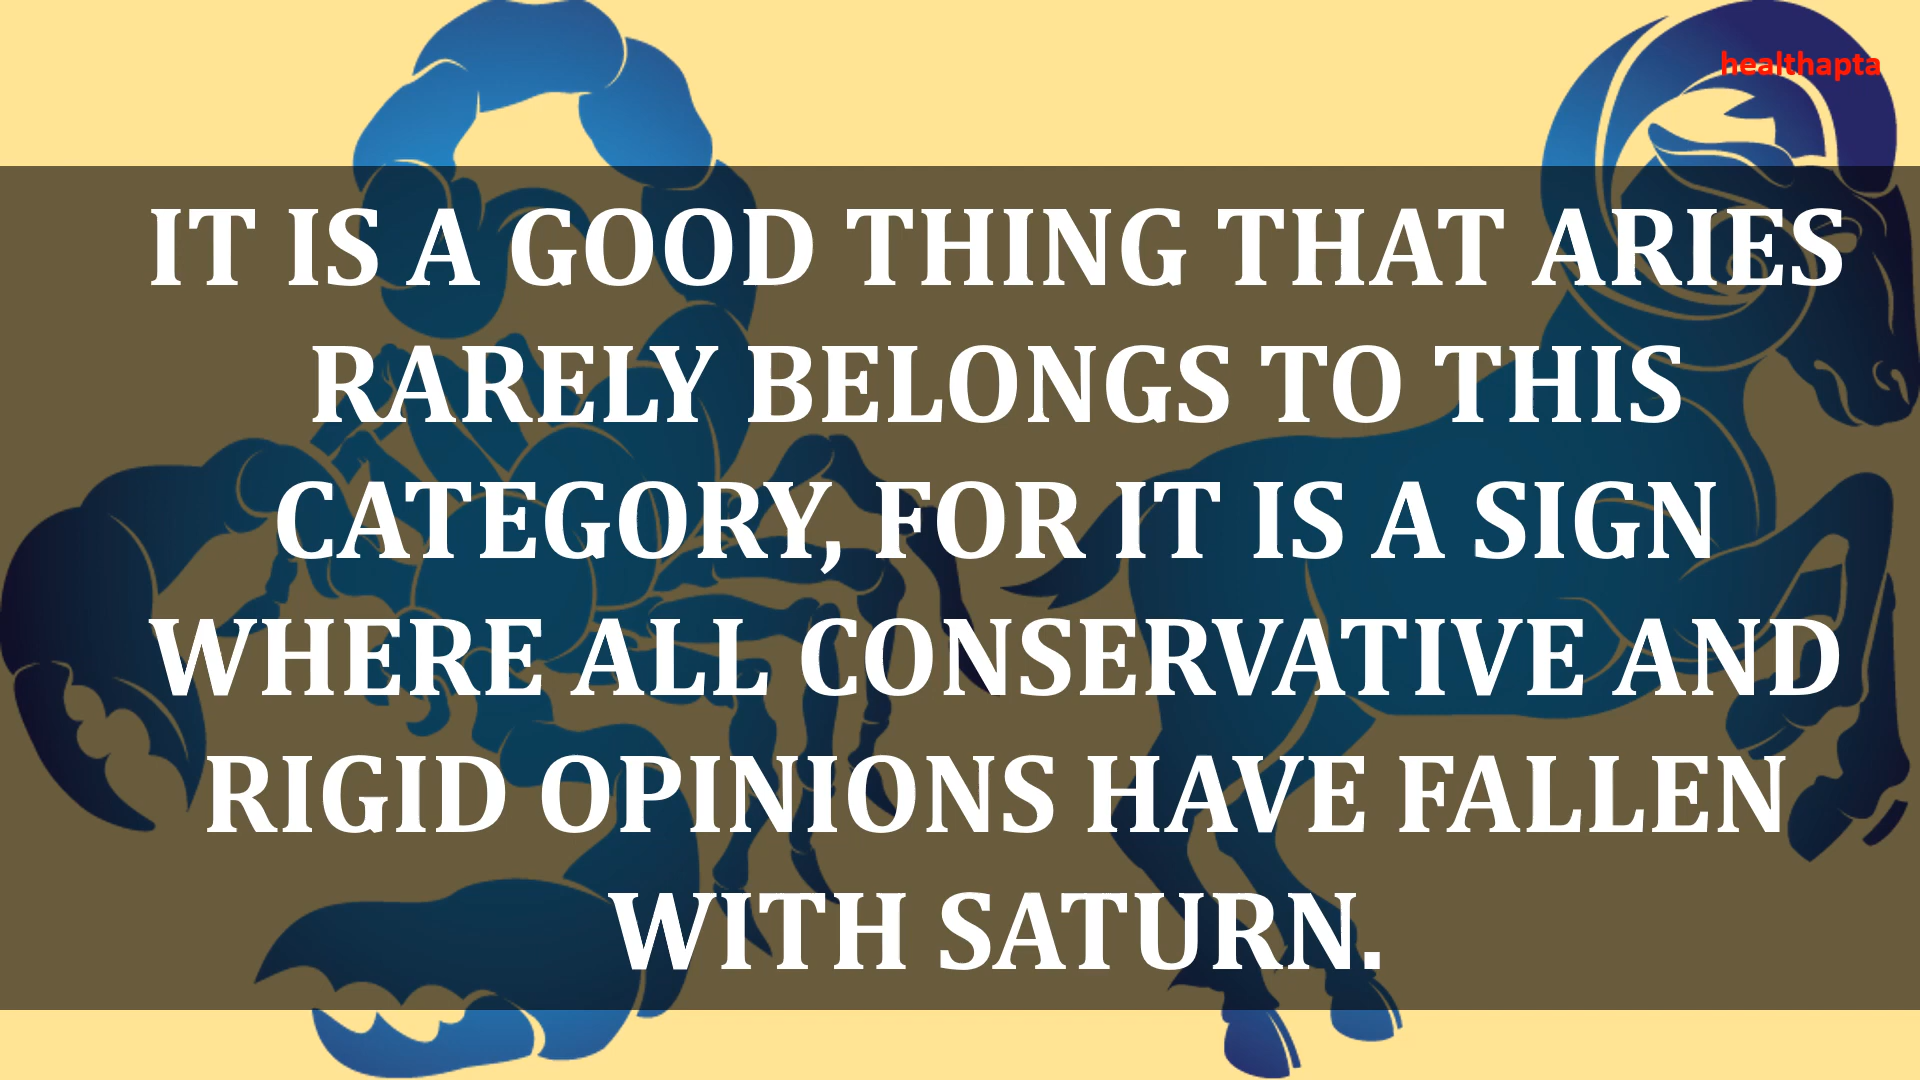 healthapta
IT IS A GOOD THING THAT ARIES
RARELY BELONGS TO THIS
CATEGORY, FOR IT IS A SIGN
WHERE ALL CONSERVATIVE AND
RIGID OPINIONS HAVE FALLEN
WITH SATURN.